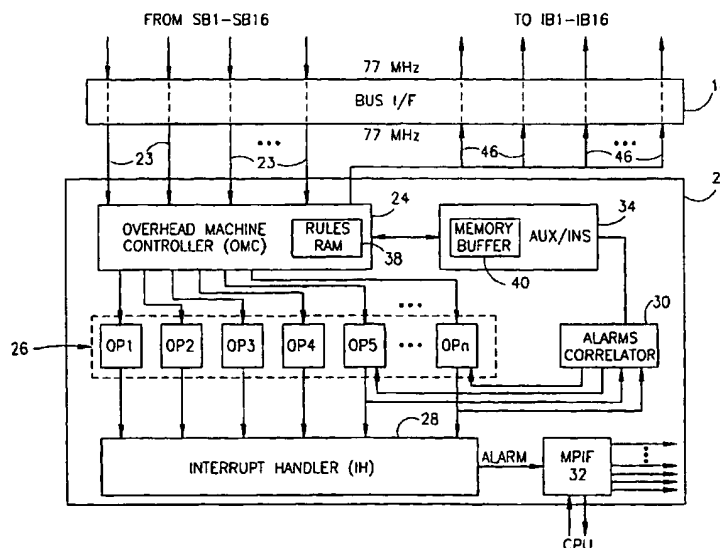 FROM SB1-SB16
TO IB1-IB16
77 MHz
77 MHz
BUS I/F
1
77 MHz
23
23
46
46
2
24
OVERHEAD MACHINE
CONTROLLER (OMC)
RULES
RAM
38
34
MEMORY
BUFFER
AUX/INS
40
30
ALARMS
CORRELATOR
26
OP1
OP2
OP3
OP4
OP5
OPn
28
INTERRUPT HANDLER (IH)
ALARM
MPIF
32
CPU